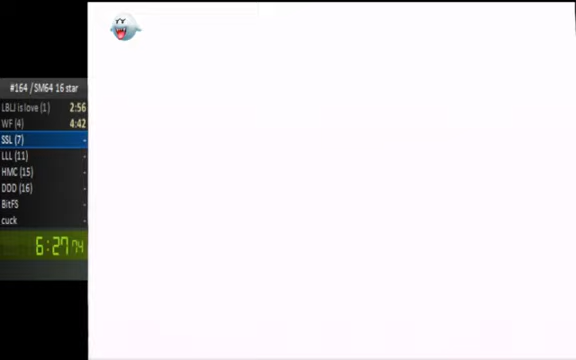 #164 / SM64 16 star
LBLJ is love (1) 2:56
WF (4) 4:42
SSL (7) -
LLL (11) -
HMC (15) -
DDD (16) -
BitFS -
cuck -
6:27 74